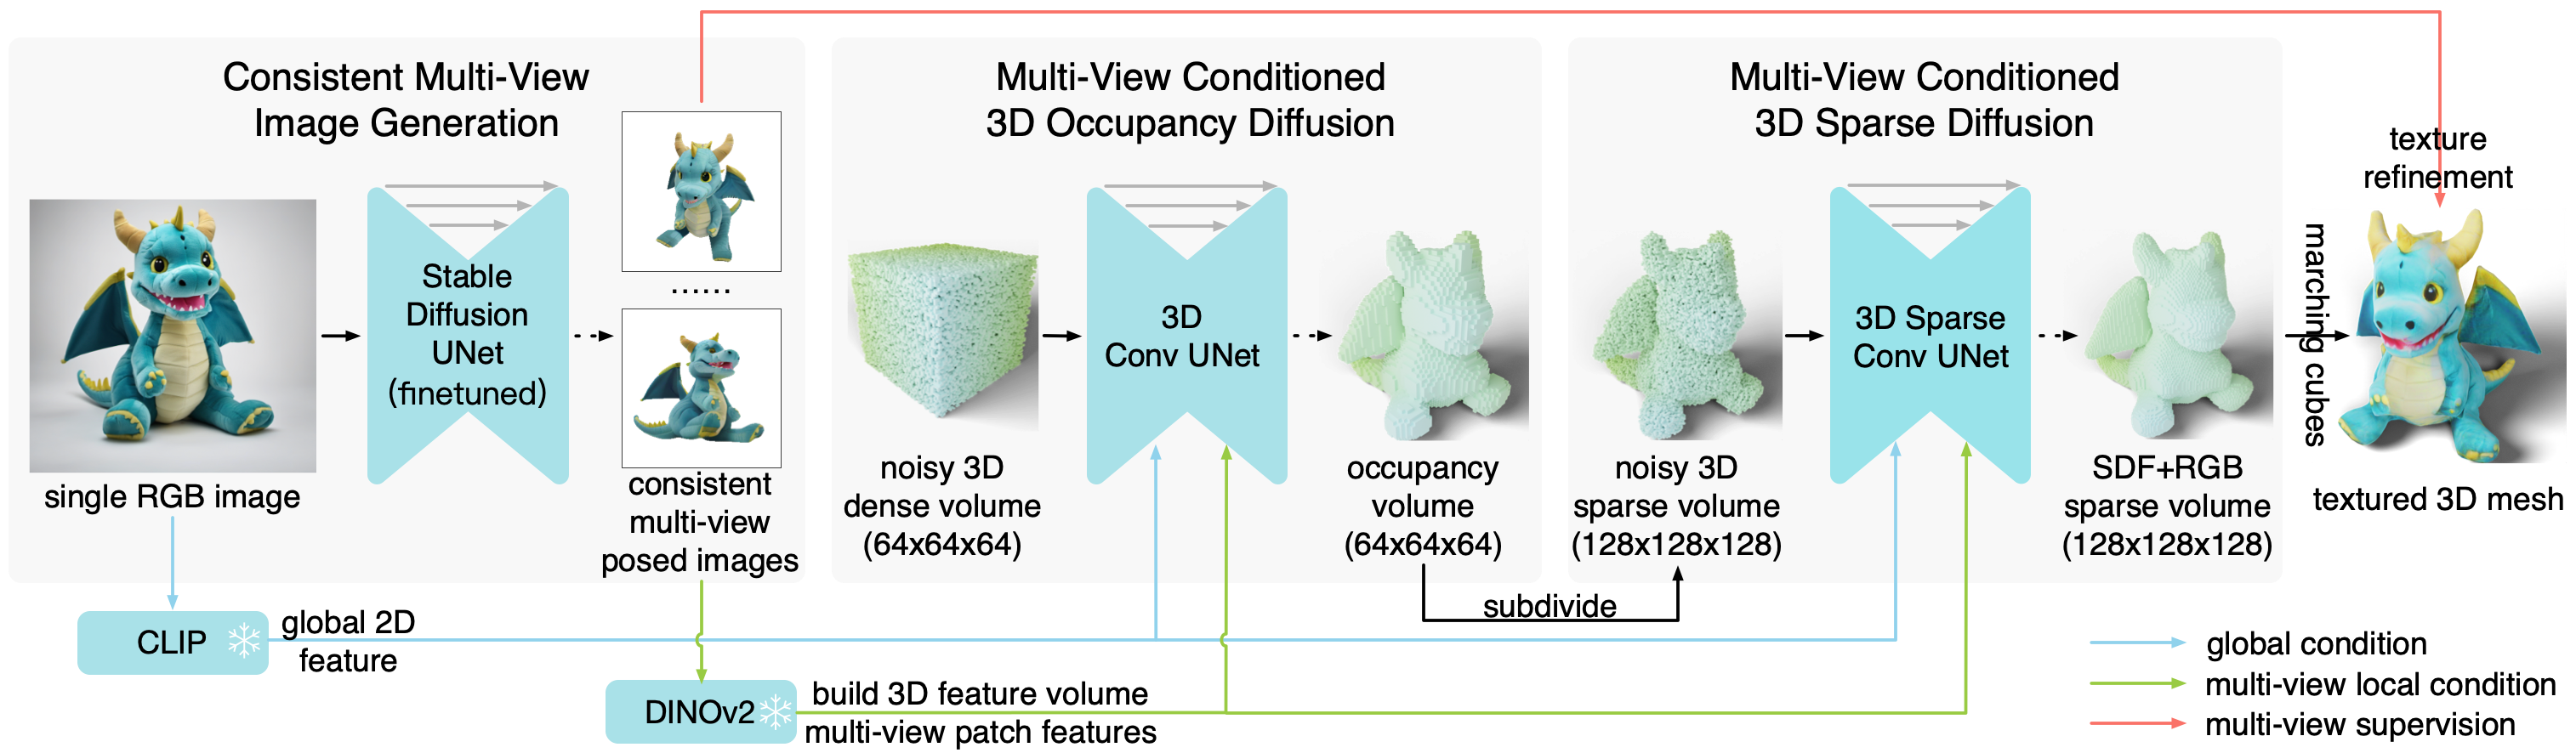 Consistent Multi-View
Image Generation
single RGB image
Stable
Diffusion
UNet
(finetuned)
......
consistent
multi-view
posed images
Multi-View Conditioned
3D Occupancy Diffusion
noisy 3D
dense volume
(64x64x64)
3D
Conv UNet
occupancy
volume
(64x64x64)
subdivide
Multi-View Conditioned
3D Sparse Diffusion
noisy 3D
sparse volume
(128x128x128)
3D Sparse
Conv UNet
SDF+RGB
sparse volume
(128x128x128)
marching cubes
texture
refinement
textured 3D mesh
CLIP
global 2D
feature
DINOv2
build 3D feature volume
multi-view patch features
global condition
multi-view local condition
multi-view supervision